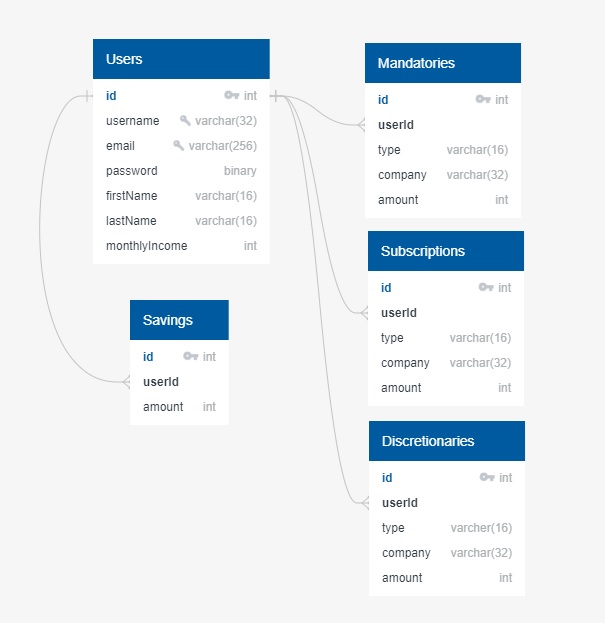 Users
id int
username varchar(32)
email varchar(256)
password binary
firstName varchar(16)
lastName varchar(16)
monthlyIncome int
Savings
id int
userId
amount int
Mandatories
id int
userId
type varchar(16)
company varchar(32)
amount int
Subscriptions
id int
userId
type varchar(16)
company varchar(32)
amount int
Discretionaries
id int
userId
type varcher(16)
company varchar(32)
amount int